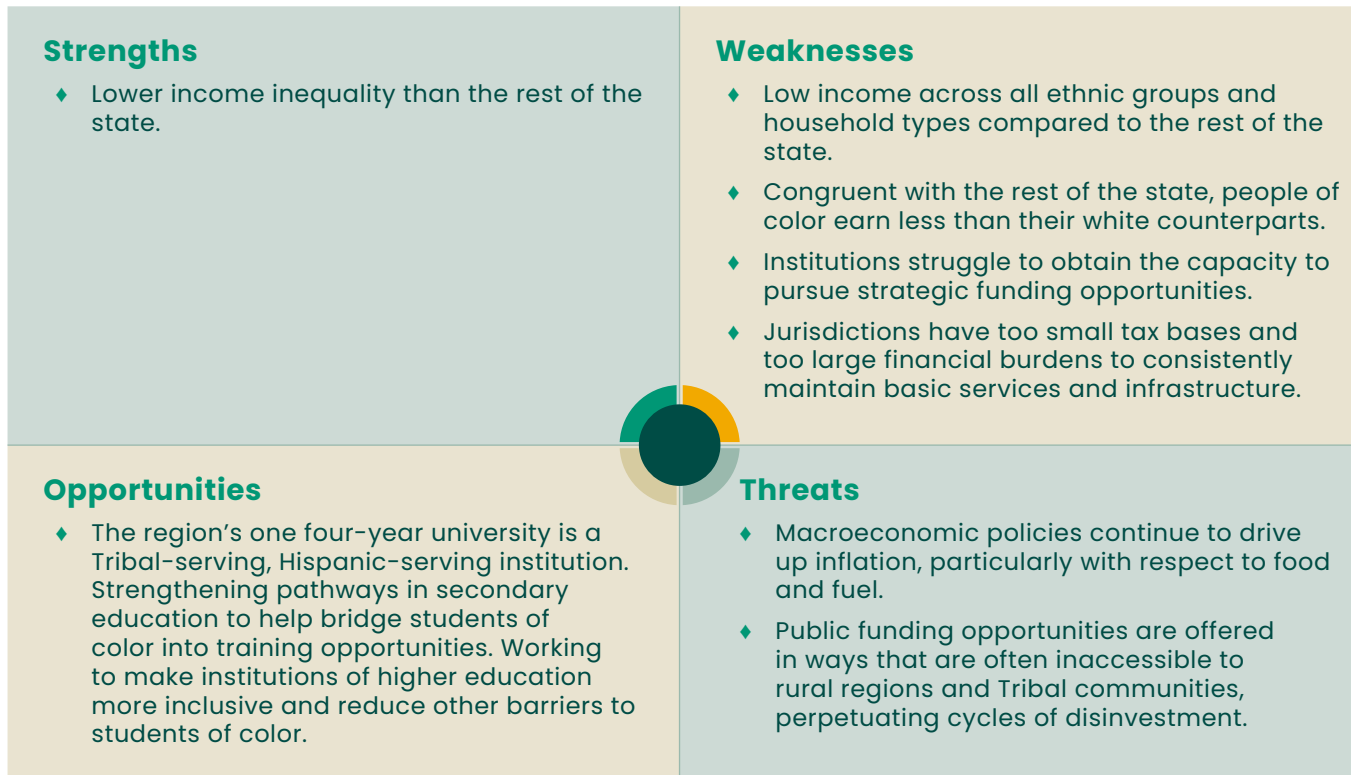 Strengths
♦ Lower income inequality than the rest of the
state.
Weaknesses
♦ Low income across all ethnic groups and
household types compared to the rest of the
state.
♦ Congruent with the rest of the state, people of
color earn less than their white counterparts.
♦ Institutions struggle to obtain the capacity to
pursue strategic funding opportunities.
♦ Jurisdictions have too small tax bases and
too large financial burdens to consistently
maintain basic services and infrastructure.
Opportunities
♦ The region’s one four-year university is a
Tribal-serving, Hispanic-serving institution.
Strengthening pathways in secondary
education to help bridge students of
color into training opportunities. Working
to make institutions of higher education
more inclusive and reduce other barriers to
students of color.
Threats
♦ Macroeconomic policies continue to drive
up inflation, particularly with respect to food
and fuel.
♦ Public funding opportunities are offered
in ways that are often inaccessible to
rural regions and Tribal communities,
perpetuating cycles of disinvestment.